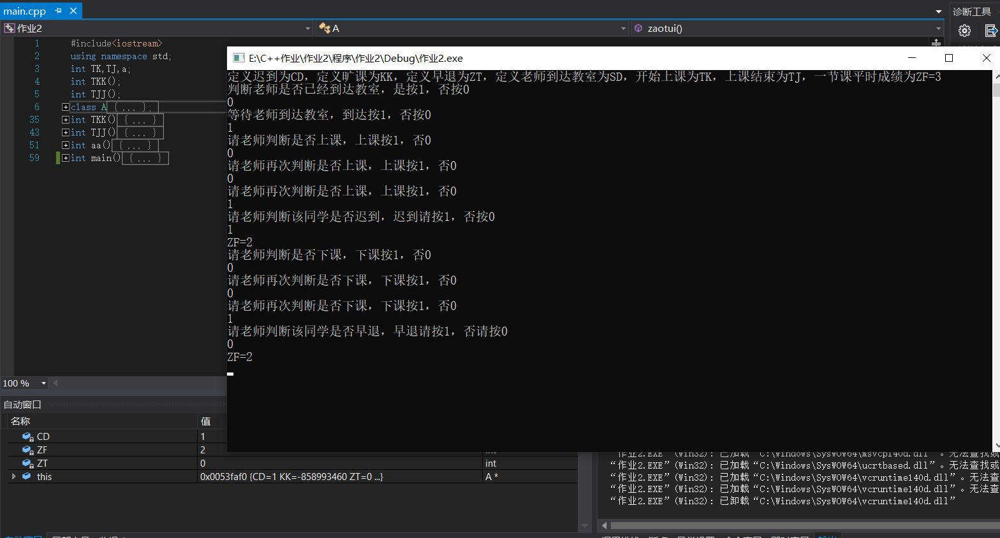 main.cpp
诊断工具
作业2
A
zaotui()
1 #include<iostream>
2 using namespace std;
3 int TK,TJ,a;
4 int TKK();
5 int TJJ();
6 class A { ... };
35 int TKK() { ... }
43 int TJJ() { ... }
51 int aa() { ... }
59 int main() { ... }
E:\C++作业\作业2\程序\作业2\Debug\作业2.exe
定义迟到为CD，定义旷课为KK，定义早退为ZT，定义老师到达教室为SD，开始上课为TK，上课结束为TJ，一节课平时成绩为ZF=3
判断老师是否已经到达教室，是按1，否按0
0
等待老师到达教室，到达按1，否按0
1
请老师判断是否上课，上课按1，否0
0
请老师再次判断是否上课，上课按1，否0
0
请老师再次判断是否上课，上课按1，否0
1
请老师判断该同学是否迟到，迟到请按1，否按0
1
ZF=2
请老师判断是否下课，下课按1，否0
0
请老师再次判断是否下课，下课按1，否0
0
请老师再次判断是否下课，下课按1，否0
1
请老师判断该同学是否早退，早退请按1，否请按0
0
ZF=2
100 %
自动窗口
名称 值
CD 1
ZF 2 int
ZT 0 int
this 0x0053faf0 {CD=1 KK=-858993460 ZT=0 ...} A *
“作业2.EXE”(Win32): 已加载“C:\Windows\SysWOW64\msvcp140d.dll”。无法查找或
“作业2.EXE”(Win32): 已加载“C:\Windows\SysWOW64\ucrtbased.dll”。无法查找或
“作业2.EXE”(Win32): 已加载“C:\Windows\SysWOW64\vcruntime140d.dll”。无法查
“作业2.EXE”(Win32): 已加载“C:\Windows\SysWOW64\vcruntime140d.dll”。无法查
“作业2.EXE”(Win32): 已卸载“C:\Windows\SysWOW64\vcruntime140d.dll”